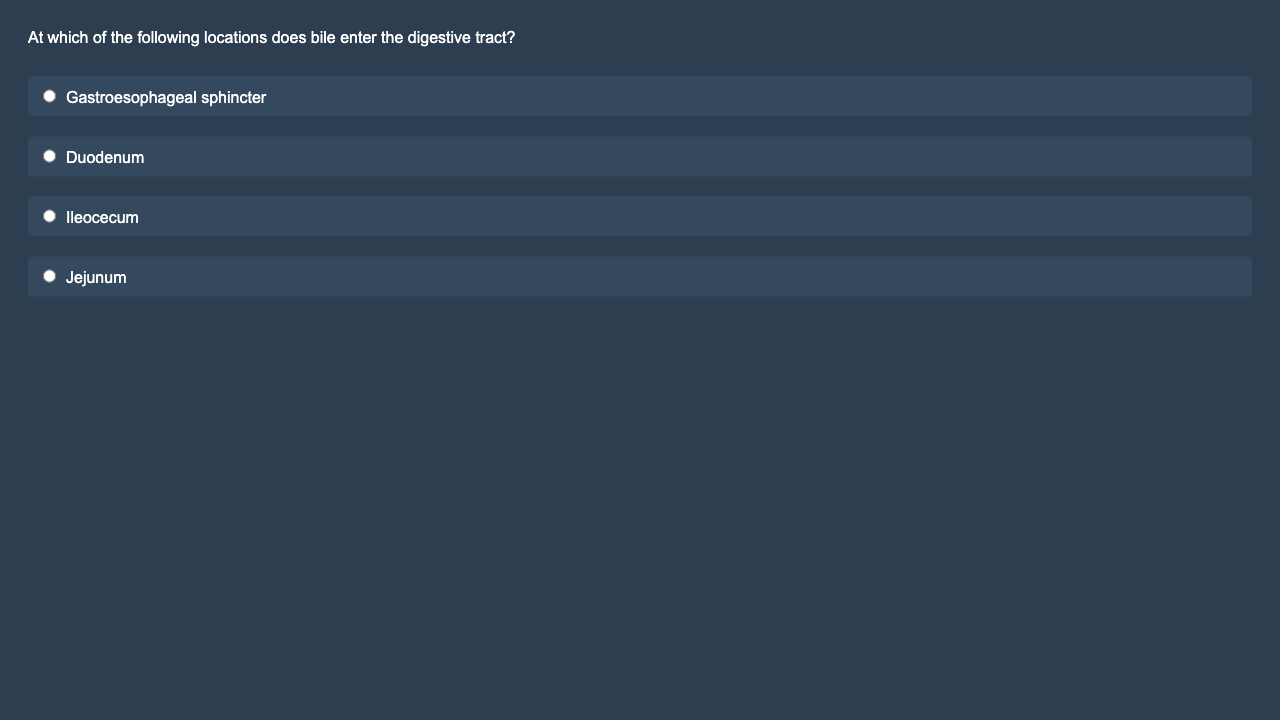 At which of the following locations does bile enter the digestive tract?
Gastroesophageal sphincter
Duodenum
Ileocecum
Jejunum